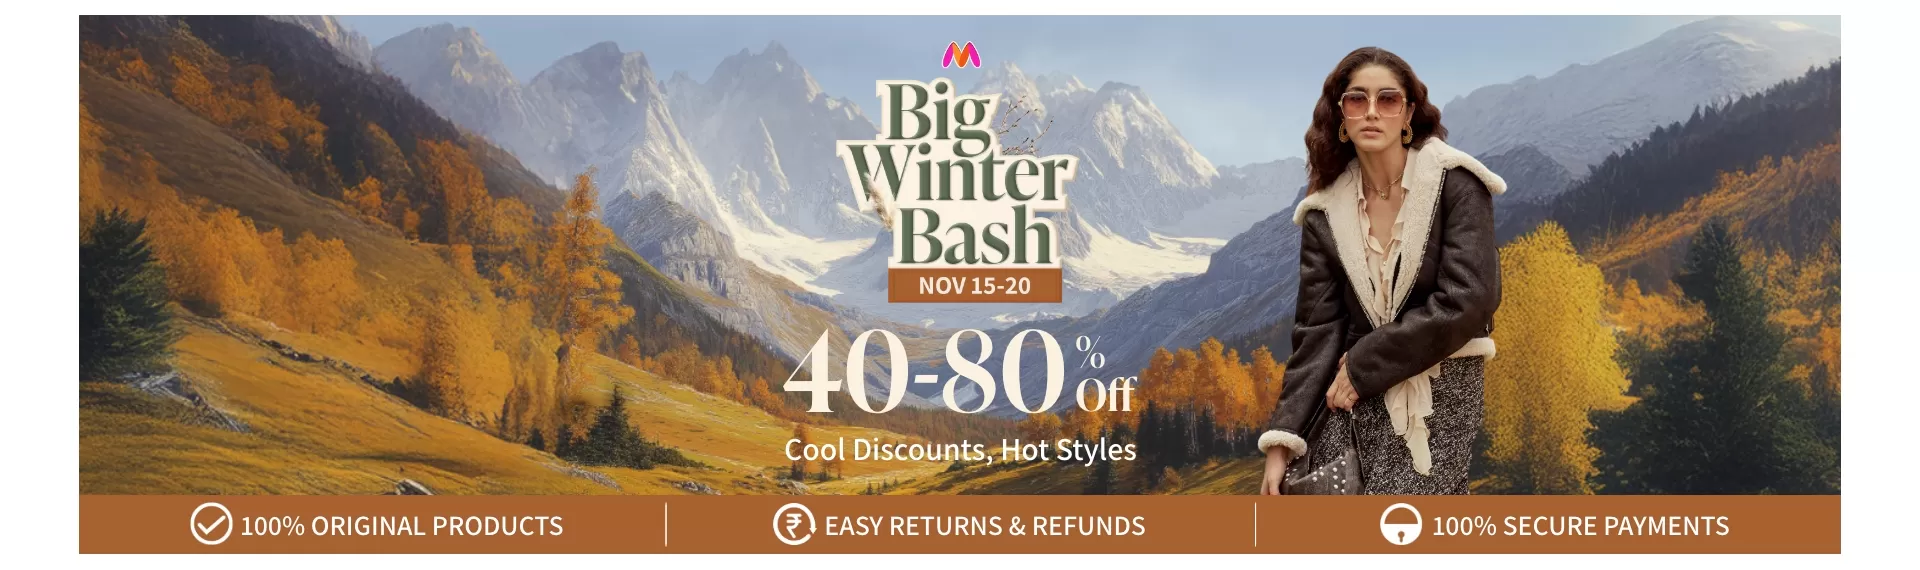 Big
Winter
Bash
NOV 15-20
40-80% Off
Cool Discounts, Hot Styles
100% ORIGINAL PRODUCTS
₹ EASY RETURNS & REFUNDS
100% SECURE PAYMENTS